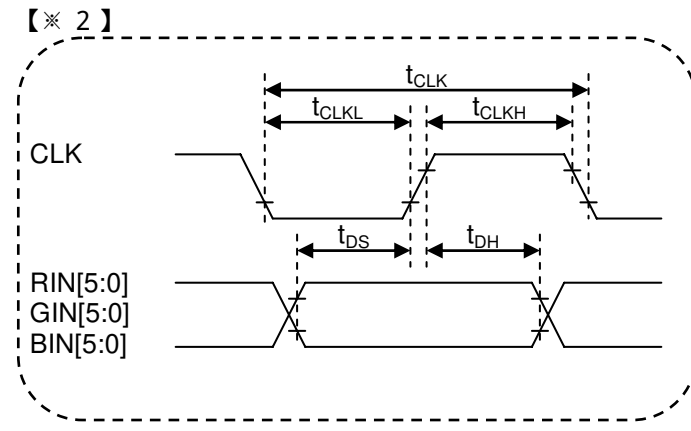 【※ 2 】
tCLK
tCLKL tCLKH
CLK
tDS tDH
RIN[5:0]
GIN[5:0]
BIN[5:0]